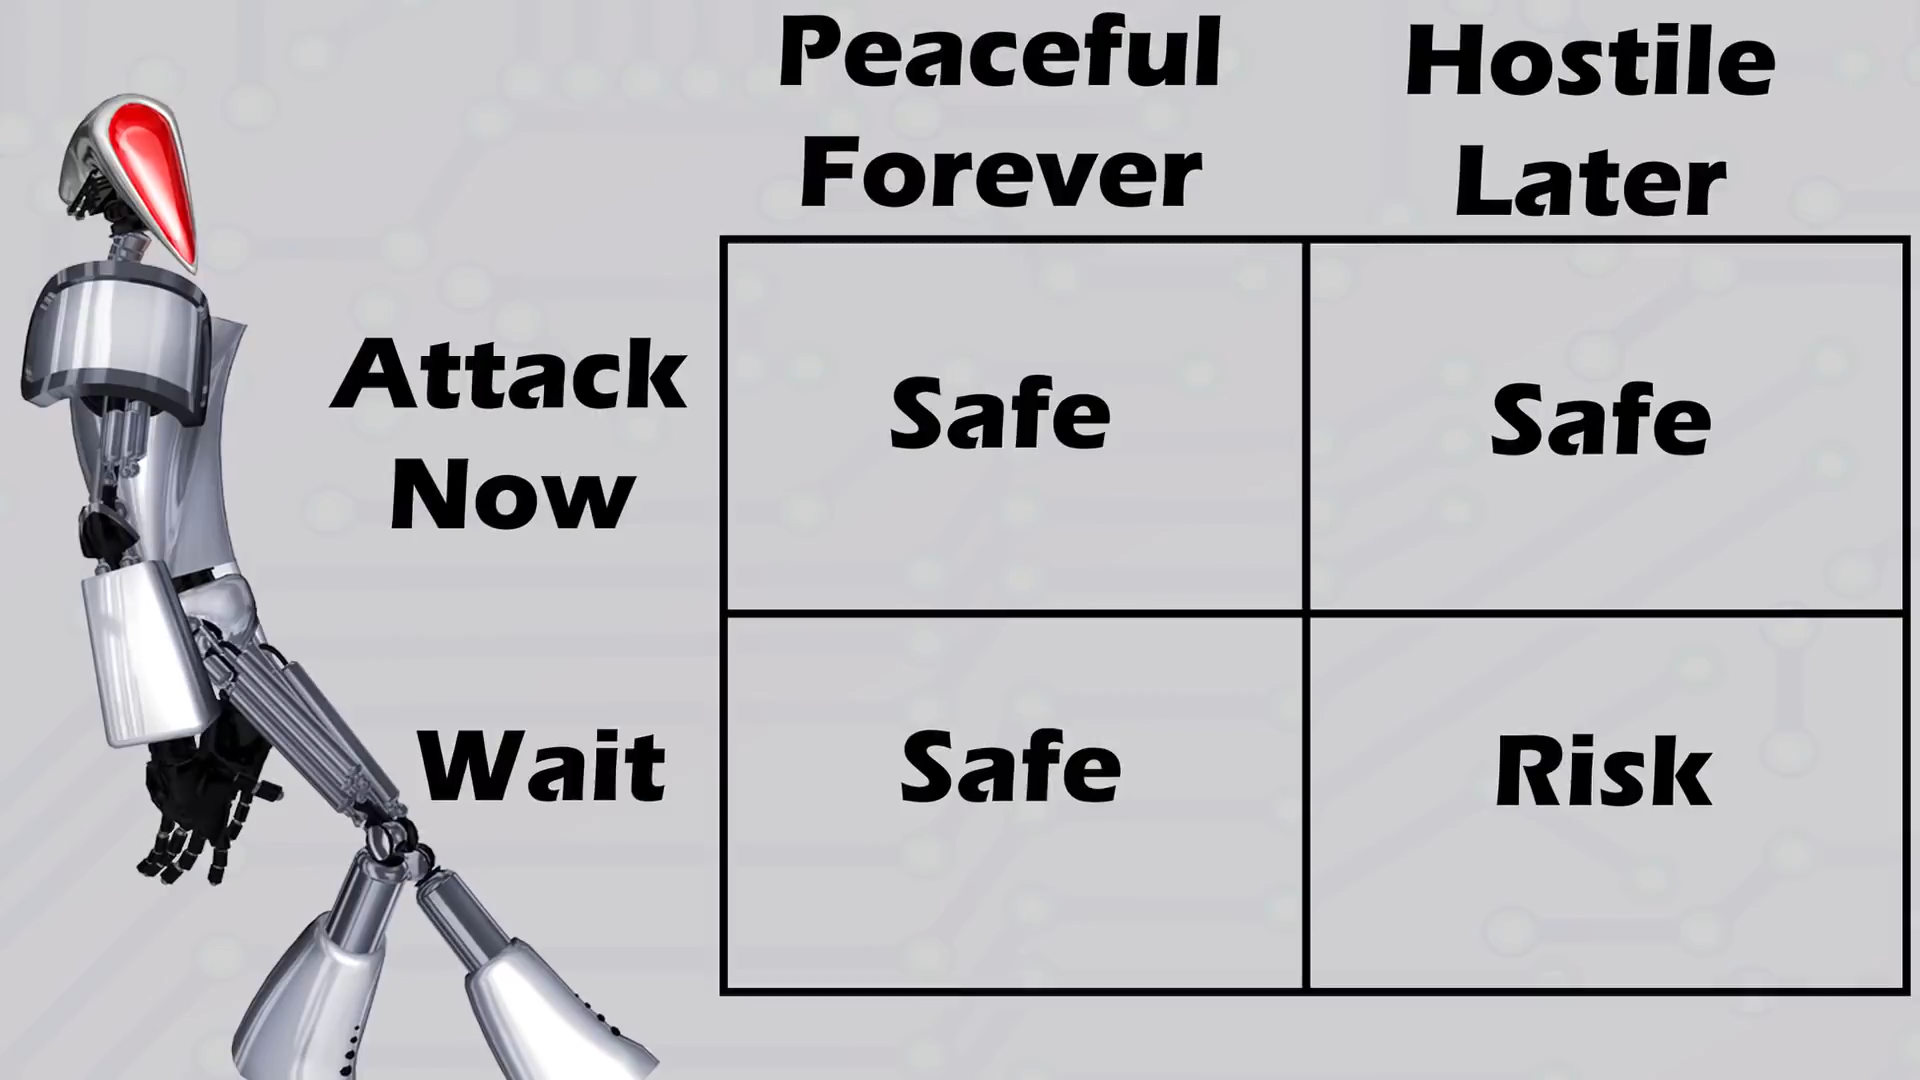 Peaceful
Forever
Hostile
Later
Attack
Now
Safe
Safe
Wait
Safe
Risk